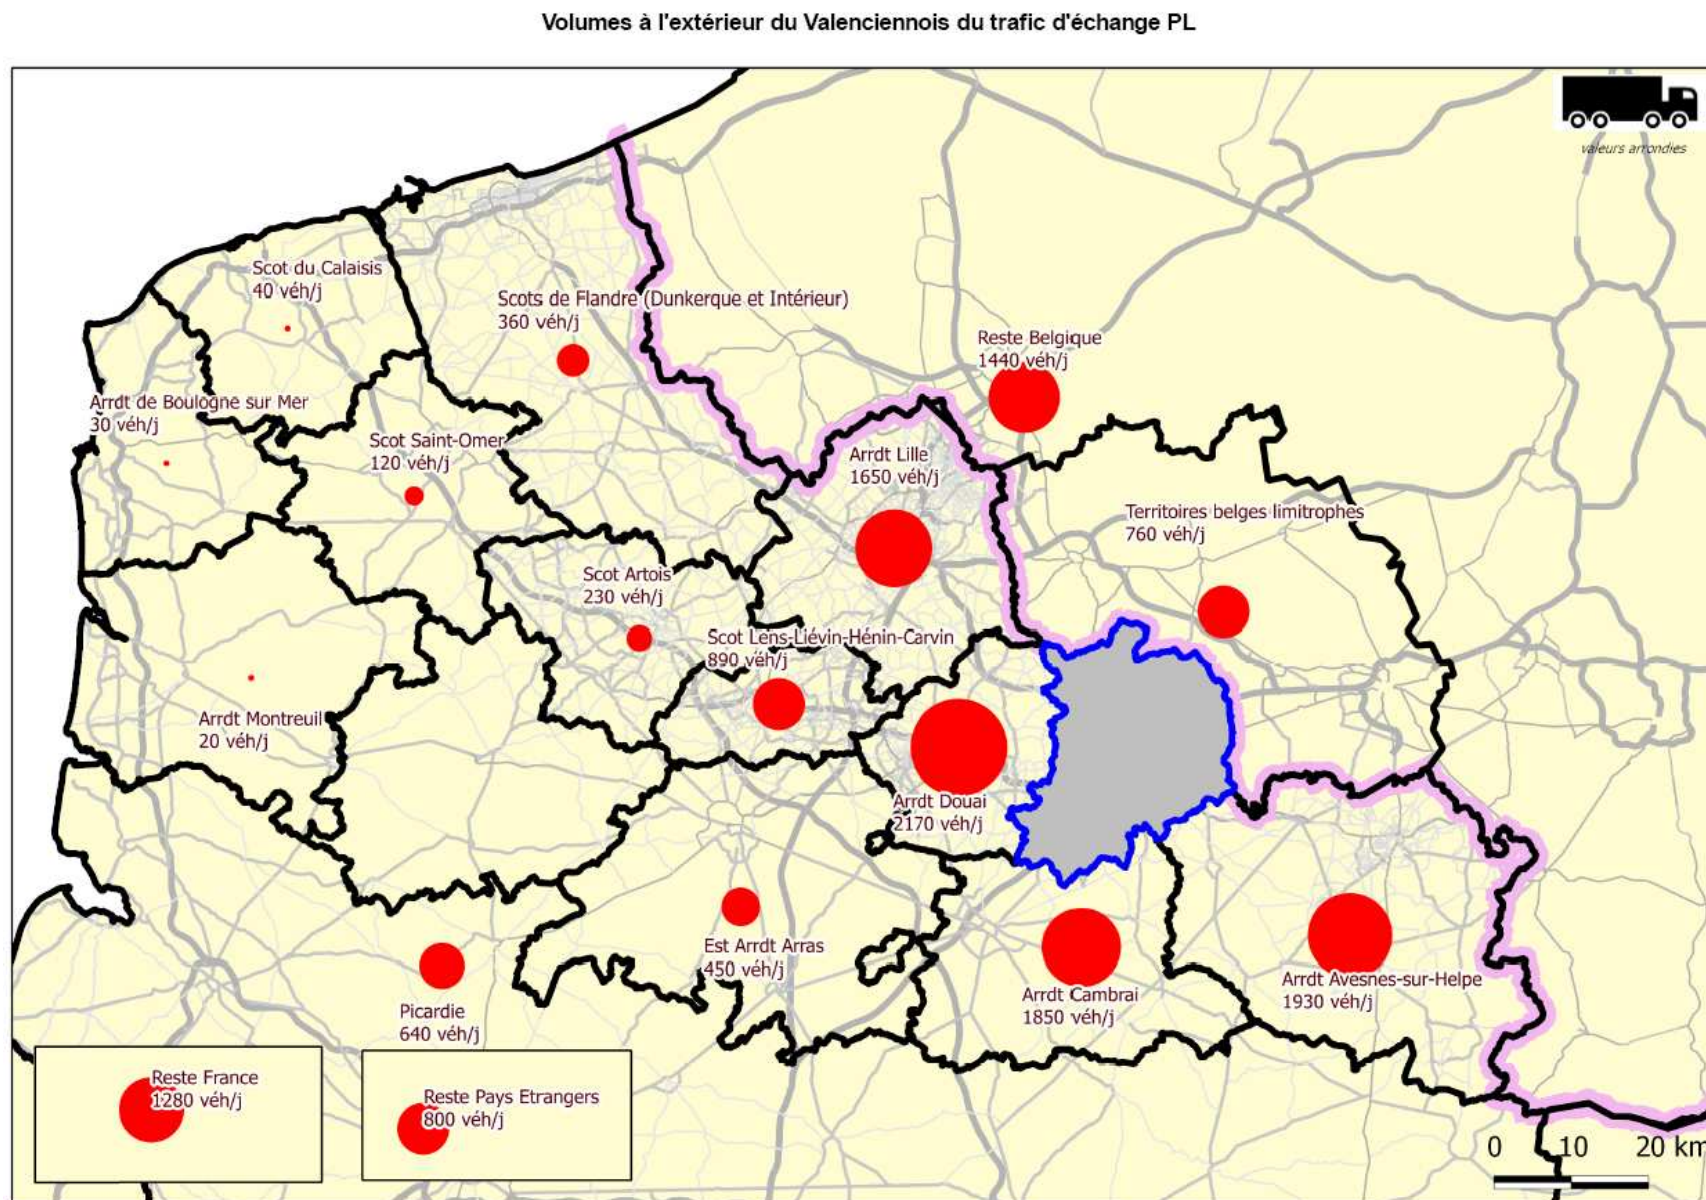 Volumes à l'extérieur du Valenciennois du trafic d'échange PL
valeurs arrondies
Scot du Calaisis
40 véh/j
Scots de Flandre (Dunkerque et Intérieur)
360 véh/j
Reste Belgique
1440 véh/j
Arrdt de Boulogne sur Mer
30 véh/j
Scot Saint-Omer
120 véh/j
Arrdt Lille
1650 véh/j
Territoires belges limitrophes
760 véh/j
Scot Artois
230 véh/j
Scot Lens-Liévin-Hénin-Carvin
890 véh/j
Arrdt Montreuil
20 véh/j
Arrdt Douai
2170 véh/j
Est Arrdt Arras
450 véh/j
Arrdt Cambrai
1850 véh/j
Arrdt Avesnes-sur-Helpe
1930 véh/j
Picardie
640 véh/j
Reste France
1280 véh/j
Reste Pays Etrangers
800 véh/j
0 10 20 km